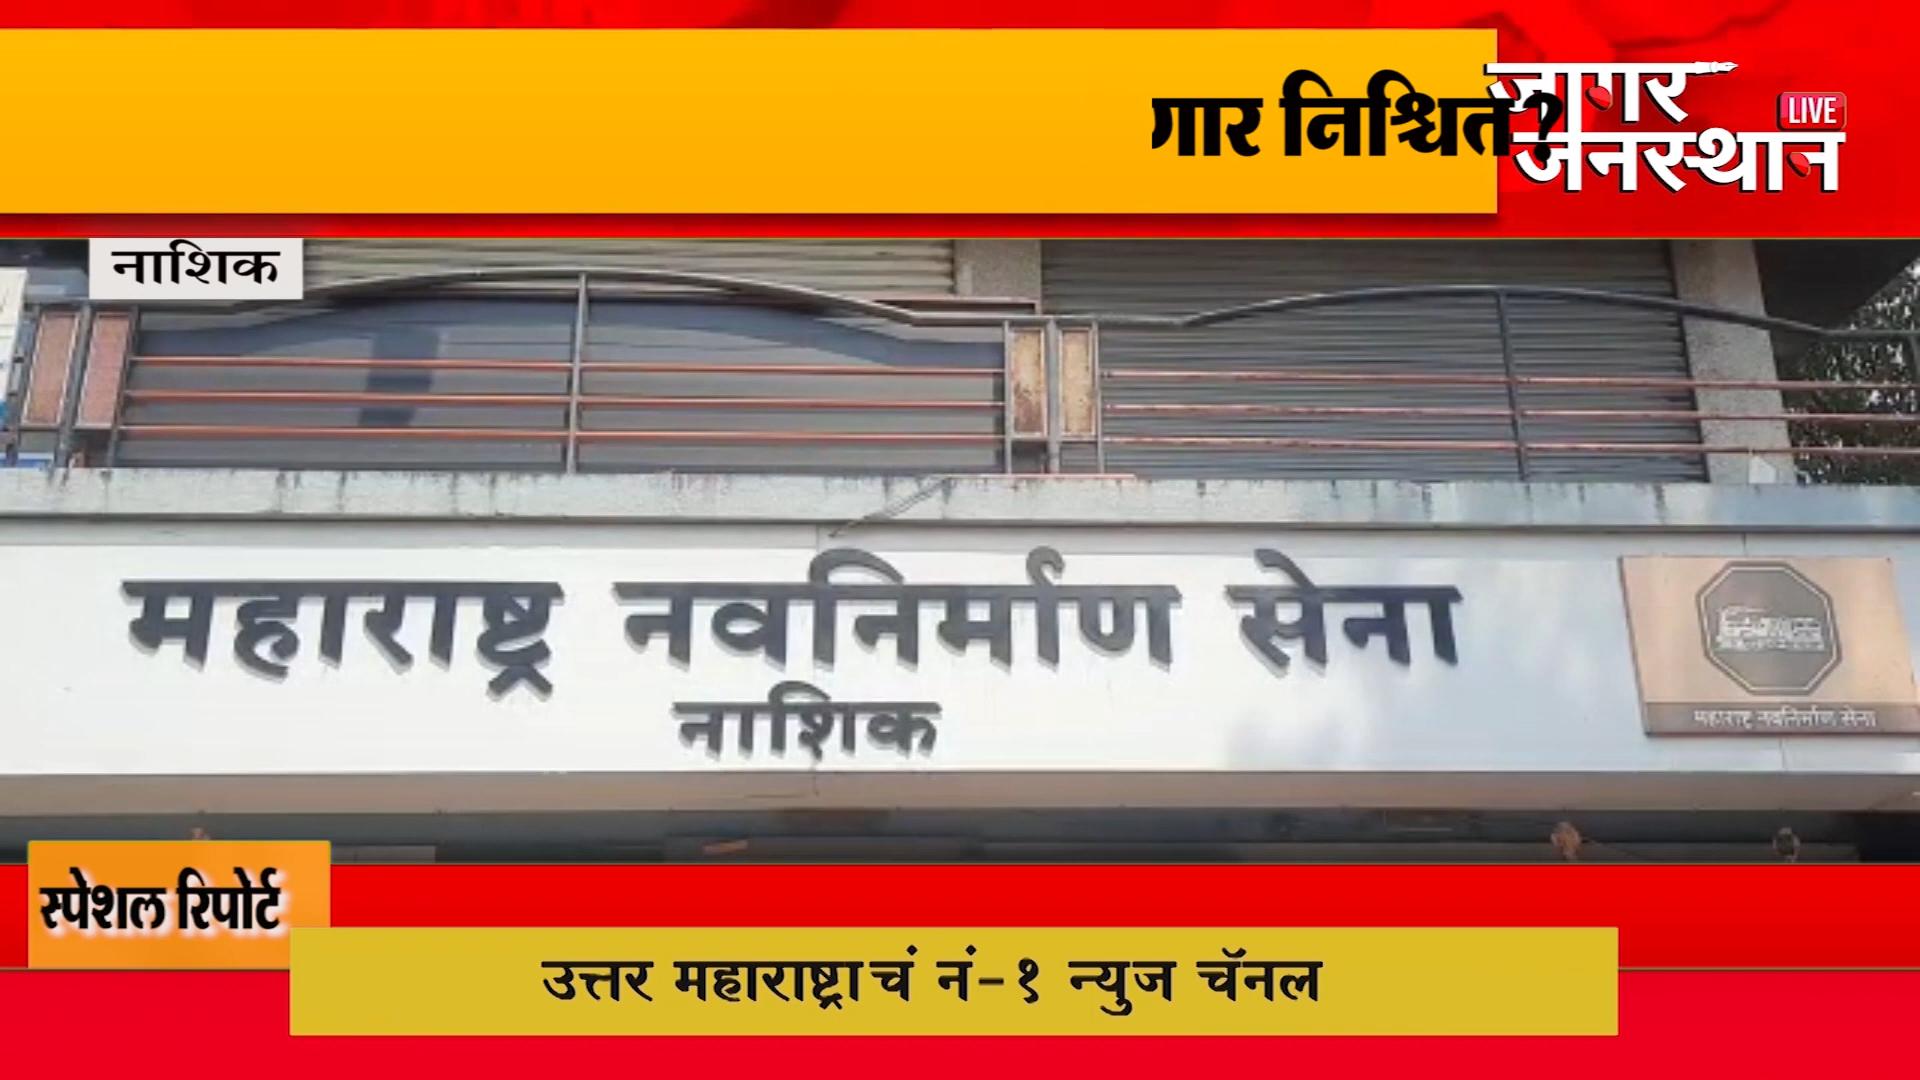 गार निश्चित?
जागर
जनस्थान
LIVE
नाशिक
महाराष्ट्र नवनिर्माण सेना
नाशिक
महाराष्ट्र नवनिर्माण सेना
स्पेशल रिपोर्ट
उत्तर महाराष्ट्राचं नं-१ न्युज चॅनल